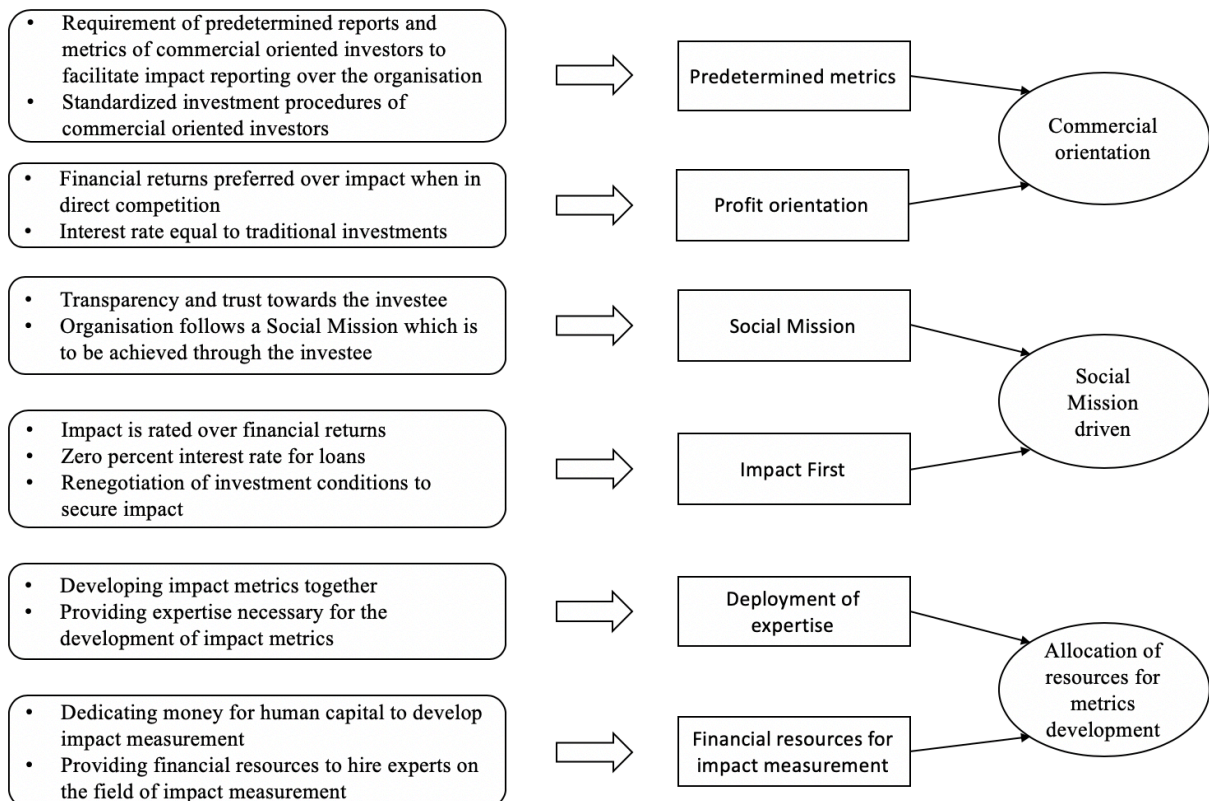 • Requirement of predetermined reports and
metrics of commercial oriented investors to
facilitate impact reporting over the organisation
• Standardized investment procedures of
commercial oriented investors
Predetermined metrics
Commercial
orientation
• Financial returns preferred over impact when in
direct competition
• Interest rate equal to traditional investments
Profit orientation
• Transparency and trust towards the investee
• Organisation follows a Social Mission which is
to be achieved through the investee
Social Mission
Social
Mission
driven
• Impact is rated over financial returns
• Zero percent interest rate for loans
• Renegotiation of investment conditions to
secure impact
Impact First
• Developing impact metrics together
• Providing expertise necessary for the
development of impact metrics
Deployment of
expertise
Allocation of
resources for
metrics
development
• Dedicating money for human capital to develop
impact measurement
• Providing financial resources to hire experts on
the field of impact measurement
Financial resources for
impact measurement